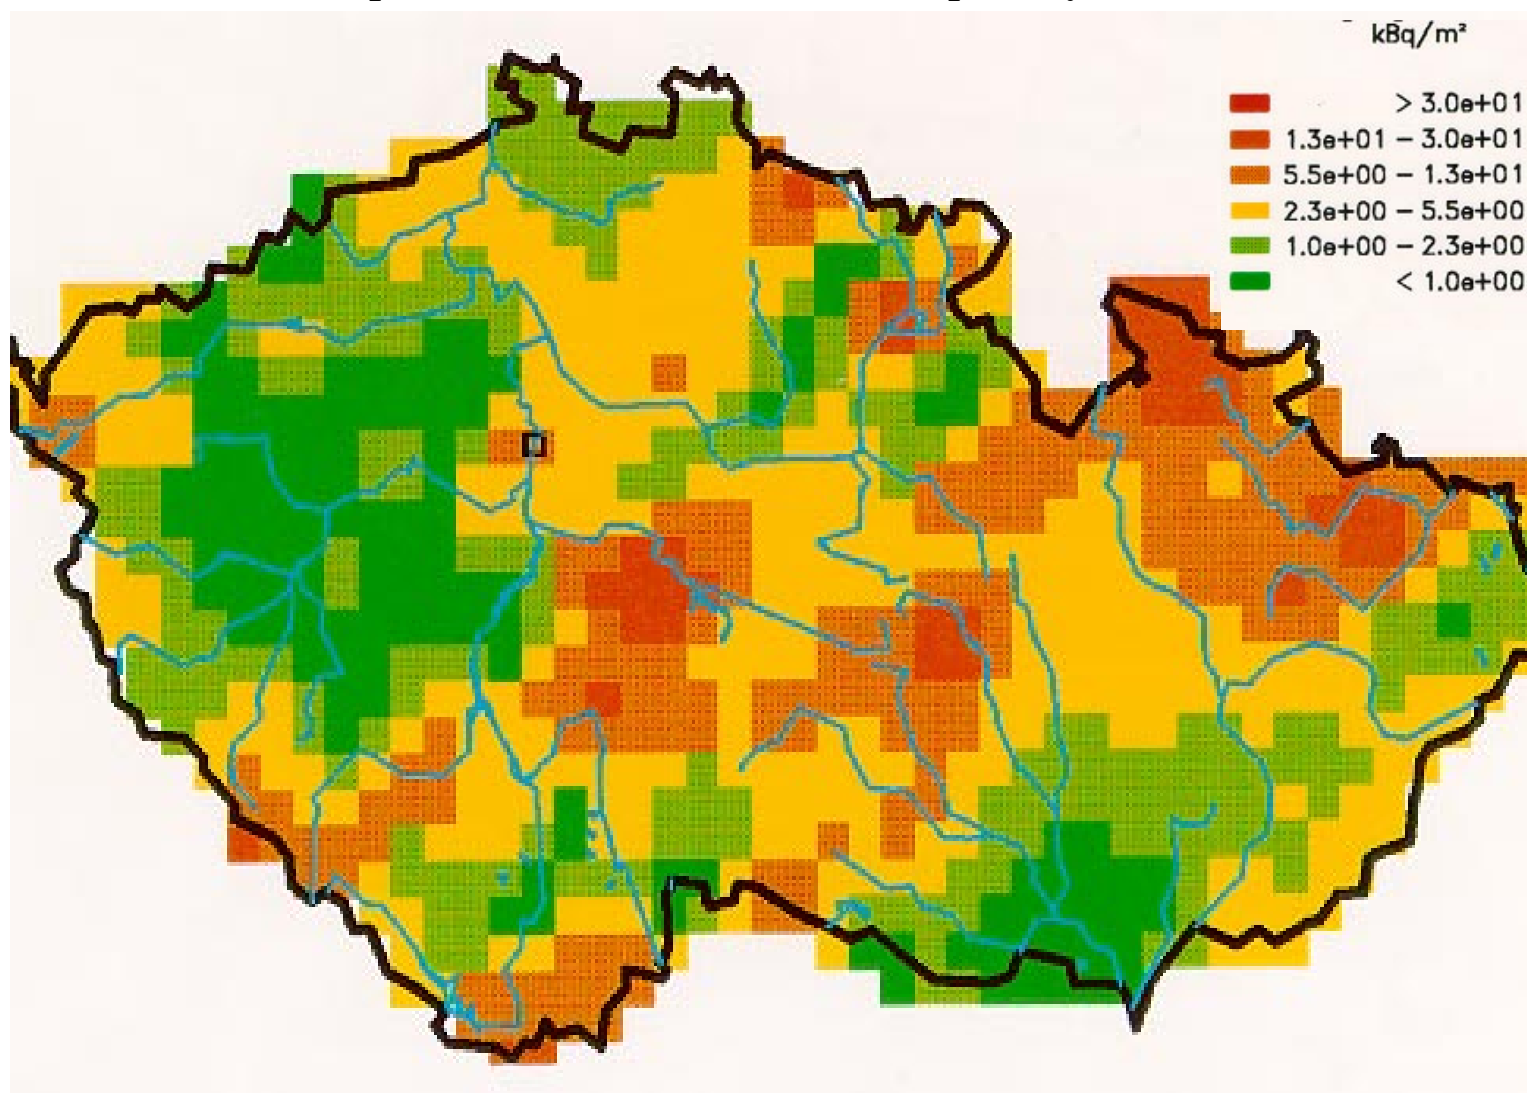 kBq/m²
> 3.0e+01
1.3e+01 – 3.0e+01
5.5e+00 – 1.3e+01
2.3e+00 – 5.5e+00
1.0e+00 – 2.3e+00
< 1.0e+00